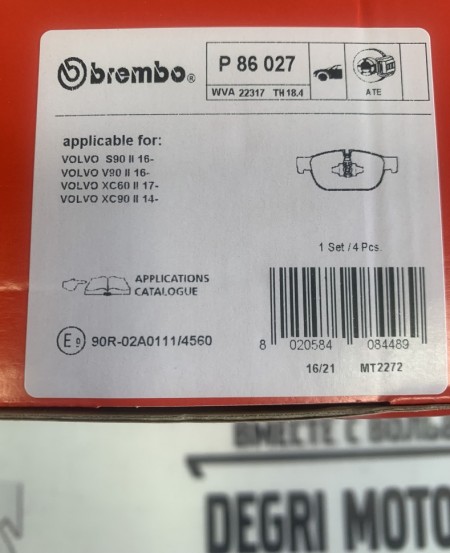 brembo®
P 86 027
WVA 22317 TH 18.4
ATE
applicable for:
VOLVO S90 II 16-
VOLVO V90 II 16-
VOLVO XC60 II 17-
VOLVO XC90 II 14-
1 Set / 4 Pcs.
APPLICATIONS
CATALOGUE
E9 90R-02A0111/4560
8 020584 084489
16/21 MT2272
ВМЕСТЕ С
DEGRI MOTO